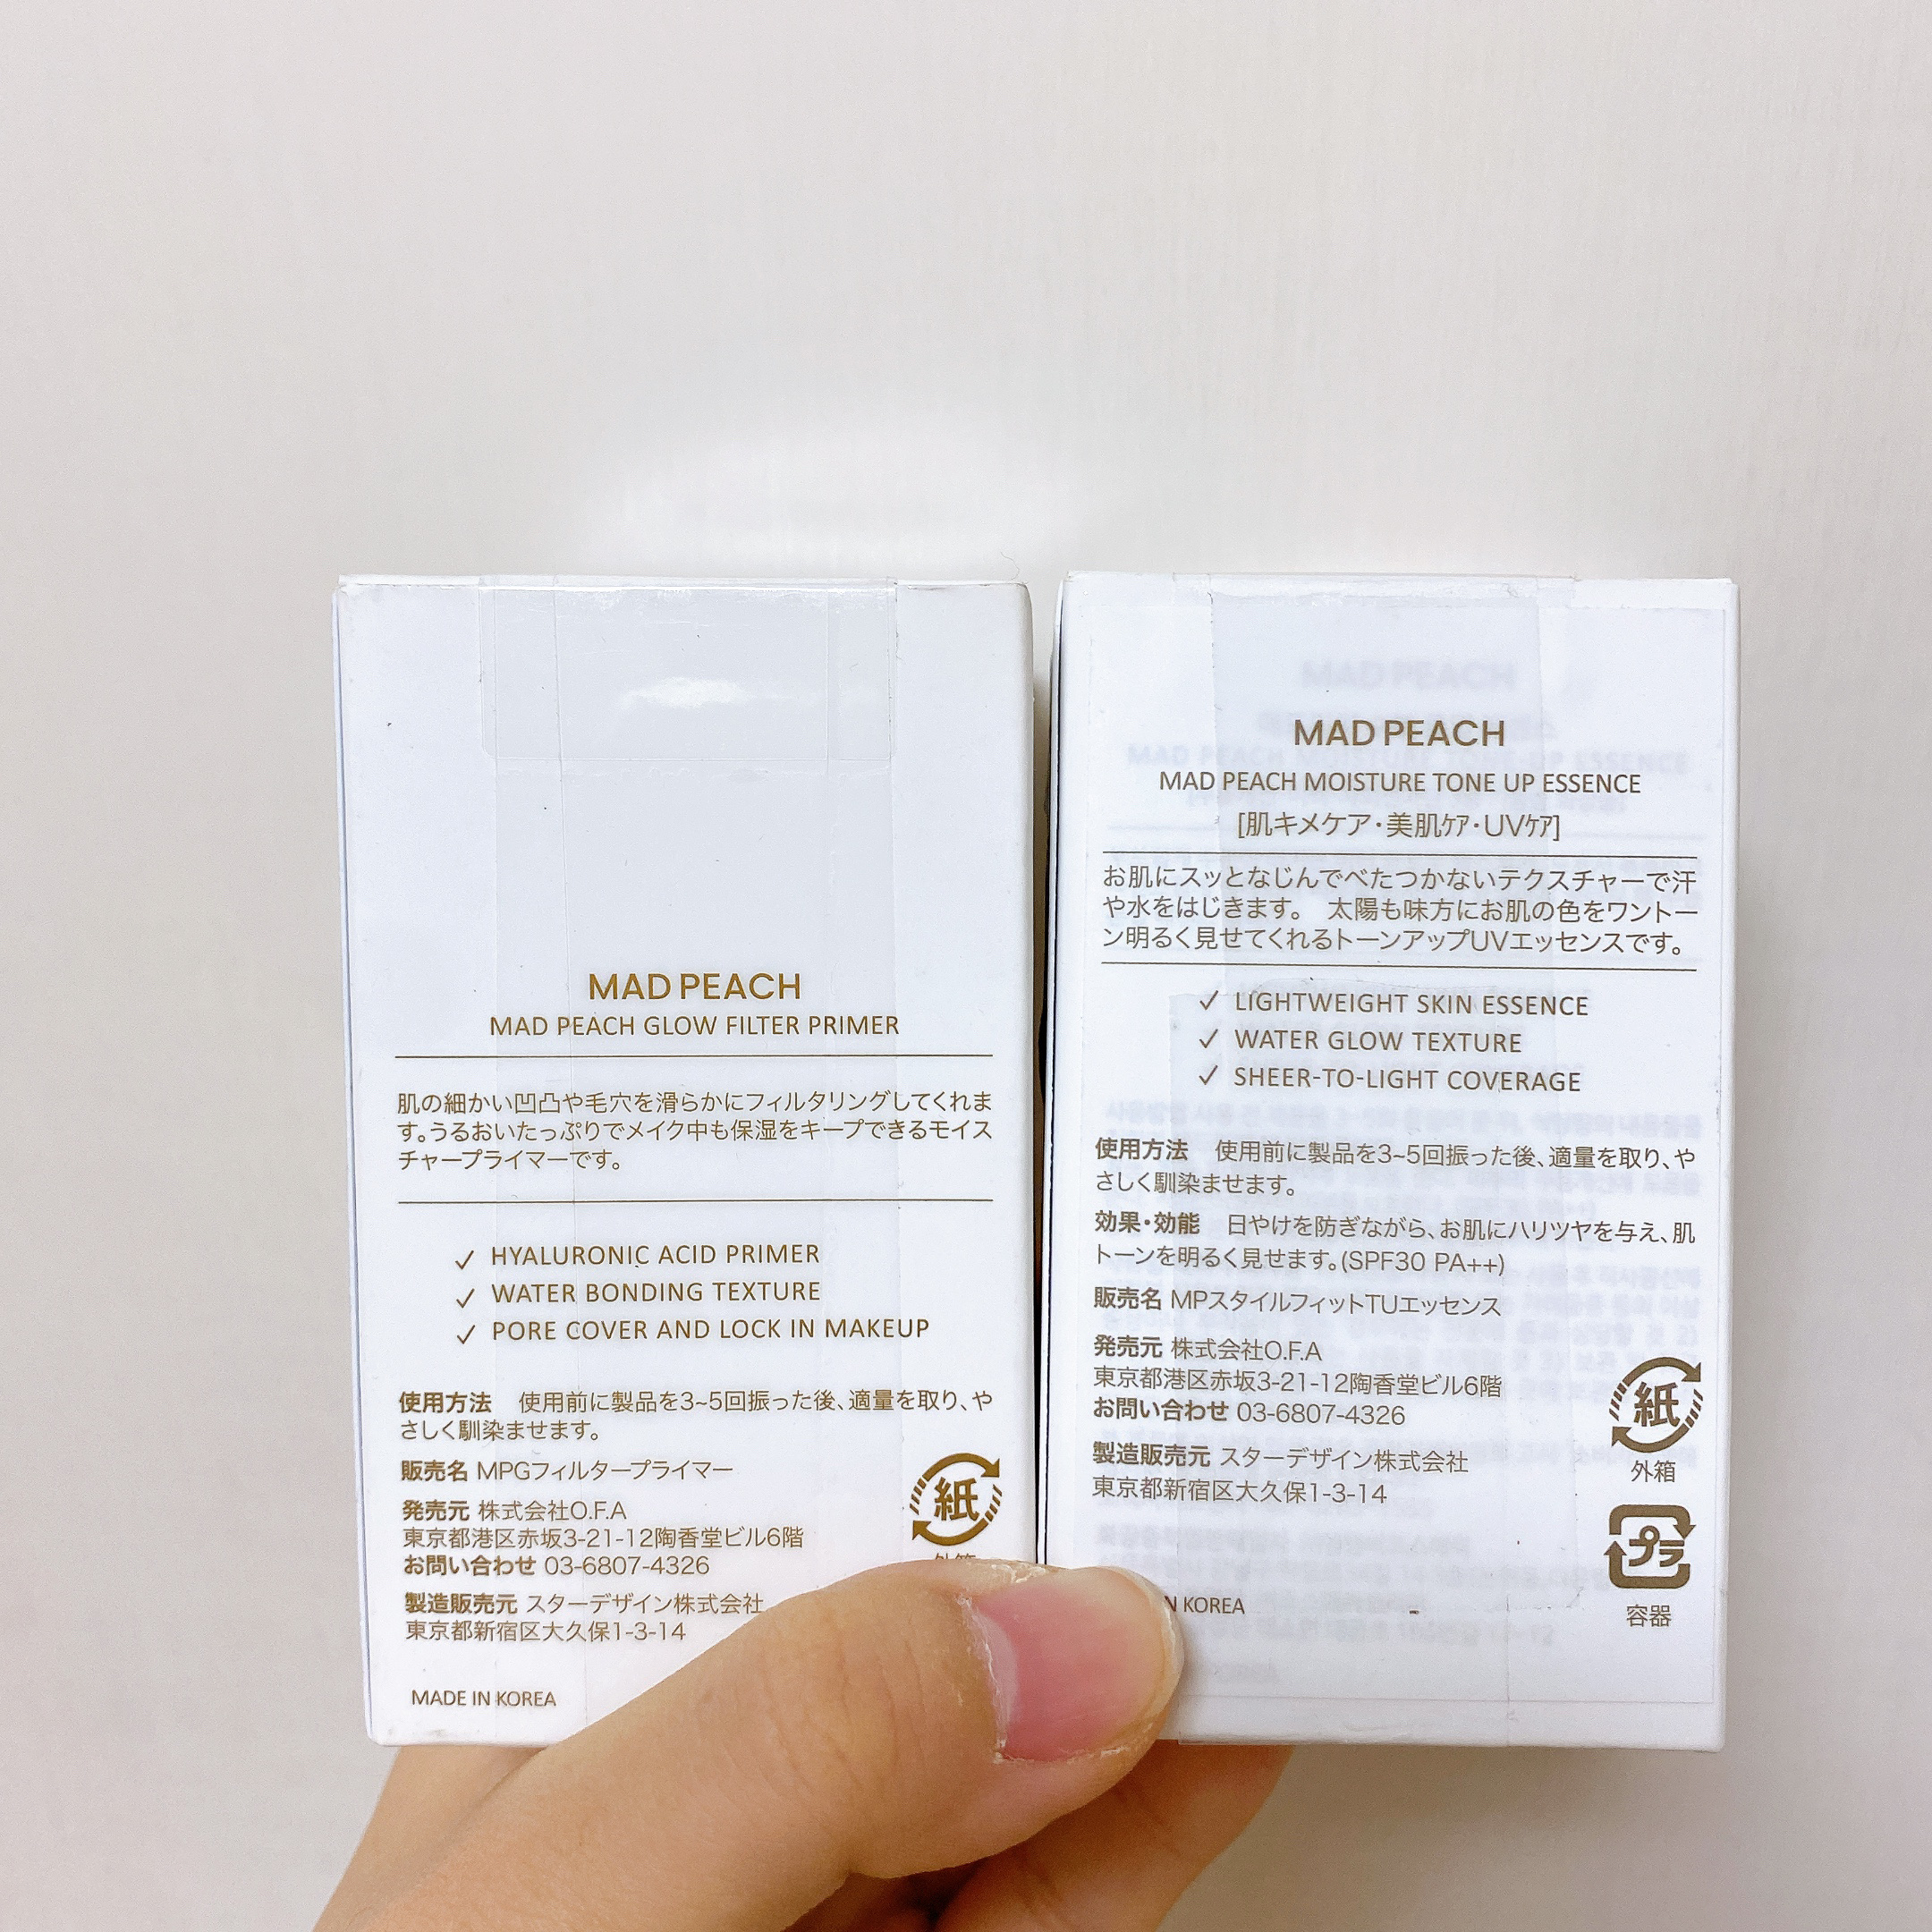 MAD PEACH
MAD PEACH GLOW FILTER PRIMER
肌の細かい凹凸や毛穴を滑らかにフィルタリングしてくれま
す。うるおいたっぷりでメイク中も保湿をキープできるモイス
チャープライマーです。
✓ HYALURONIC ACID PRIMER
✓ WATER BONDING TEXTURE
✓ PORE COVER AND LOCK IN MAKEUP
使用方法 使用前に製品を3~5回振った後、適量を取り、や
さしく馴染ませます。
販売名 MPGフィルタープライマー
発売元 株式会社O.F.A
東京都港区赤坂3-21-12陶香堂ビル6階
お問い合わせ 03-6807-4326
製造販売元 スターデザイン株式会社
東京都新宿区大久保1-3-14
紙
MADE IN KOREA
MAD PEACH
MAD PEACH MOISTURE TONE UP ESSENCE
[肌キメケア・美肌ｹｱ・UVｹｱ]
お肌にスッとなじんでべたつかないテクスチャーで汗
や水をはじきます。 太陽も味方にお肌の色をワントー
ン明るく見せてくれるトーンアップUVエッセンスです。
✓ LIGHTWEIGHT SKIN ESSENCE
✓ WATER GLOW TEXTURE
✓ SHEER-TO-LIGHT COVERAGE
使用方法 使用前に製品を3~5回振った後、適量を取り、や
さしく馴染ませます。
効果・効能 日やけを防ぎながら、お肌にハリツヤを与え、肌
トーンを明るく見せます。(SPF30 PA++)
販売名 MPスタイルフィットTUエッセンス
発売元 株式会社O.F.A
東京都港区赤坂3-21-12陶香堂ビル6階
お問い合わせ 03-6807-4326
製造販売元 スターデザイン株式会社
東京都新宿区大久保1-3-14
紙
外箱
プラ
容器
N KOREA